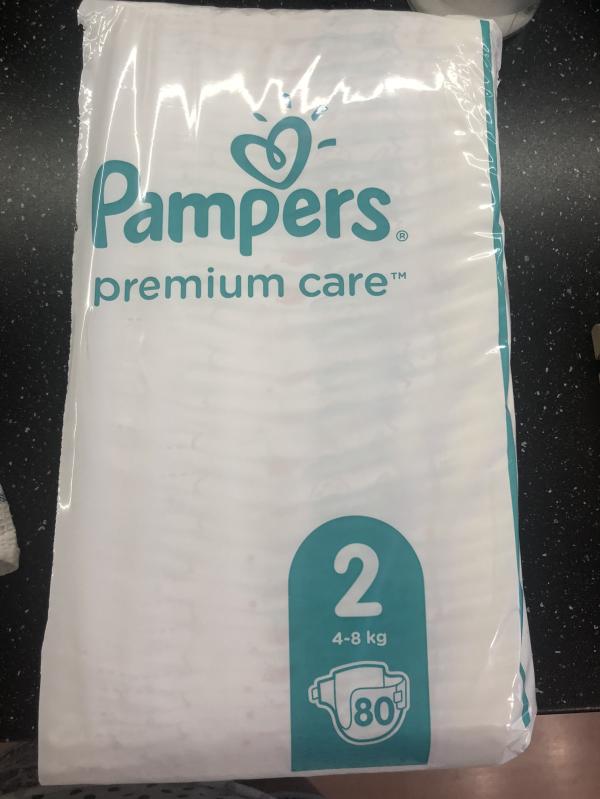 Pampers®
premium care™
2
4-8 kg
80